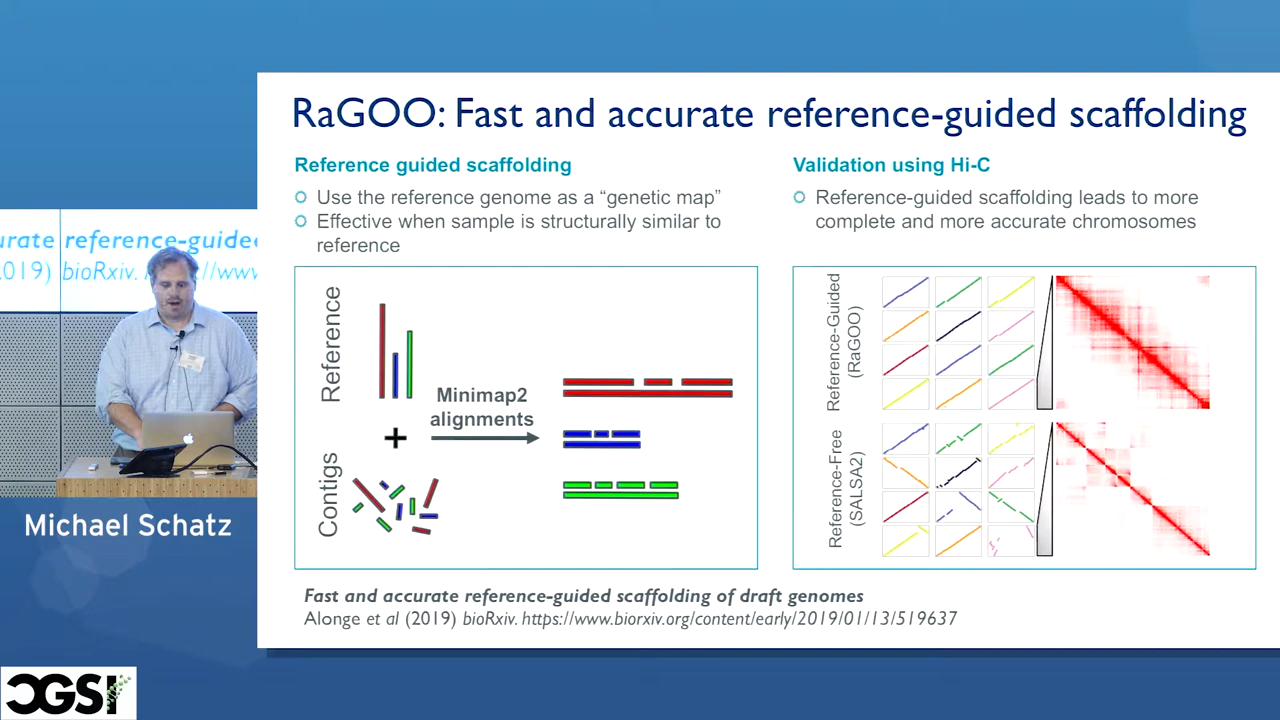 RaGOO: Fast and accurate reference-guided scaffolding
Reference guided scaffolding
Use the reference genome as a “genetic map”
Effective when sample is structurally similar to
reference
Reference
+
Contigs
Minimap2
alignments
Validation using Hi-C
Reference-guided scaffolding leads to more
complete and more accurate chromosomes
Reference-Guided
(RaGOO)
Reference-Free
(SALSA2)
Fast and accurate reference-guided scaffolding of draft genomes
Alonge et al (2019) bioRxiv. https://www.biorxiv.org/content/early/2019/01/13/519637
urate reference-guide
019) bioRxiv. h
//www
Michael Schatz
CGSI